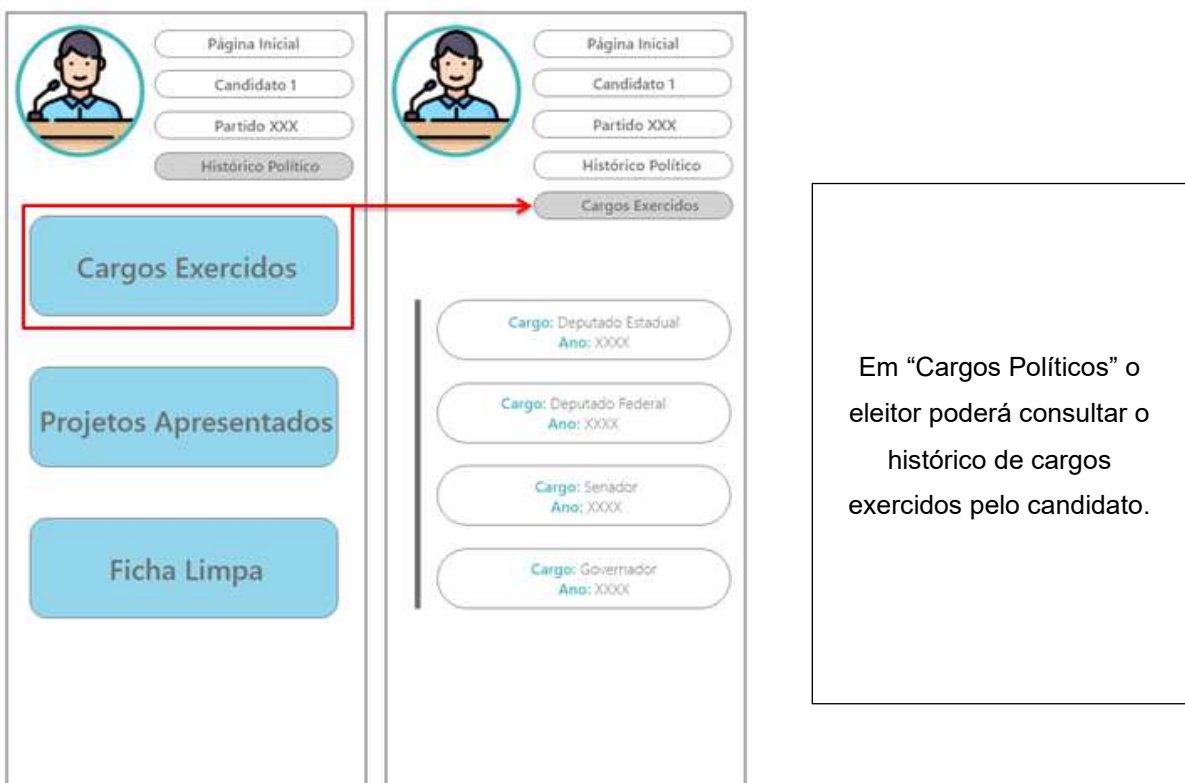 Página Inicial
Candidato 1
Partido XXX
Histórico Político
Cargos Exercidos
Projetos Apresentados
Ficha Limpa
Página Inicial
Candidato 1
Partido XXX
Histórico Político
Cargos Exercidos
Cargo: Deputado Estadual
Ano: XXXX
Cargo: Deputado Federal
Ano: XXXX
Cargo: Senador
Ano: XXXX
Cargo: Governador
Ano: XXXX
Em “Cargos Políticos” o
eleitor poderá consultar o
histórico de cargos
exercidos pelo candidato.